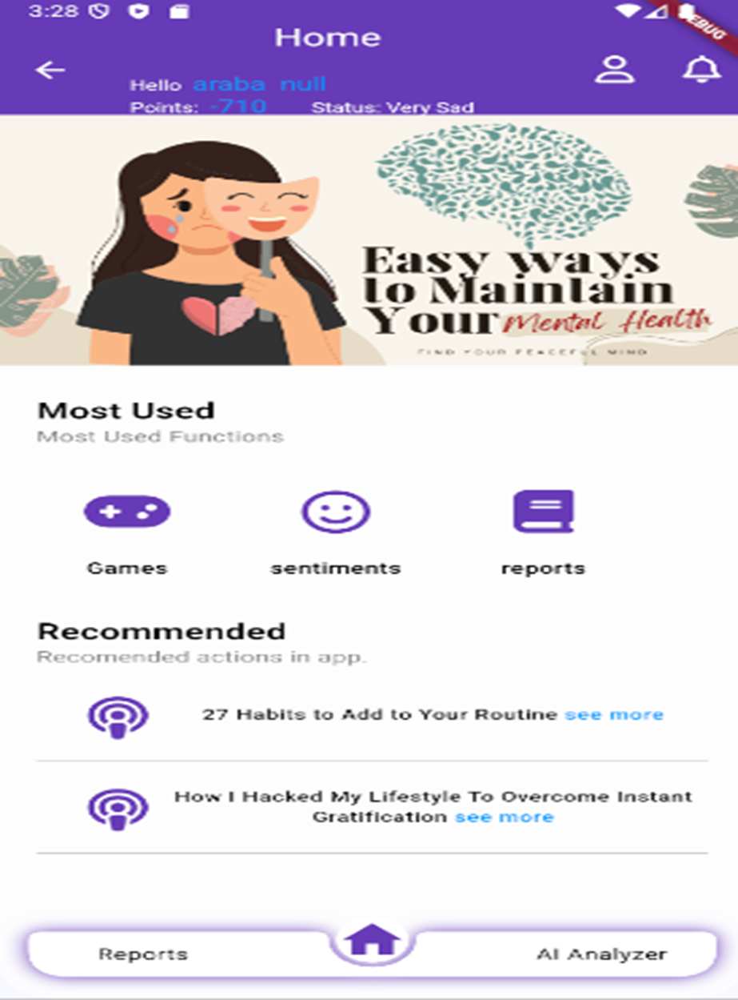 3:28
DEBUG
Home
Hello araba null
Points: -710 Status: Very Sad
Easy ways
to Maintain
Your Mental Health
FIND YOUR PEACEFUL MIND
Most Used
Most Used Functions
Games sentiments reports
Recommended
Recomended actions in app.
27 Habits to Add to Your Routine see more
How I Hacked My Lifestyle To Overcome Instant
Gratification see more
Reports AI Analyzer